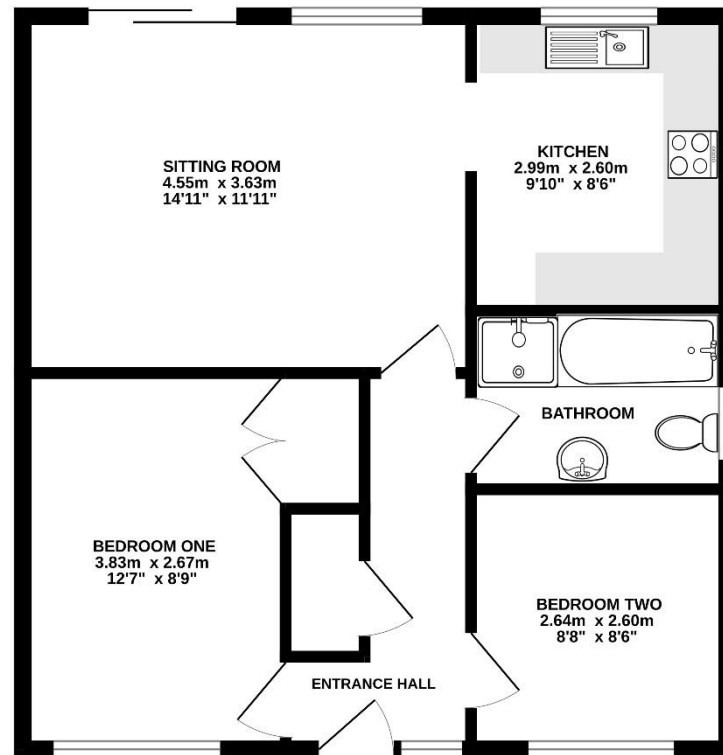 SITTING ROOM
4.55m x 3.63m
14'11" x 11'11"
KITCHEN
2.99m x 2.60m
9'10" x 8'6"
BATHROOM
BEDROOM ONE
3.83m x 2.67m
12'7" x 8'9"
BEDROOM TWO
2.64m x 2.60m
8'8" x 8'6"
ENTRANCE HALL